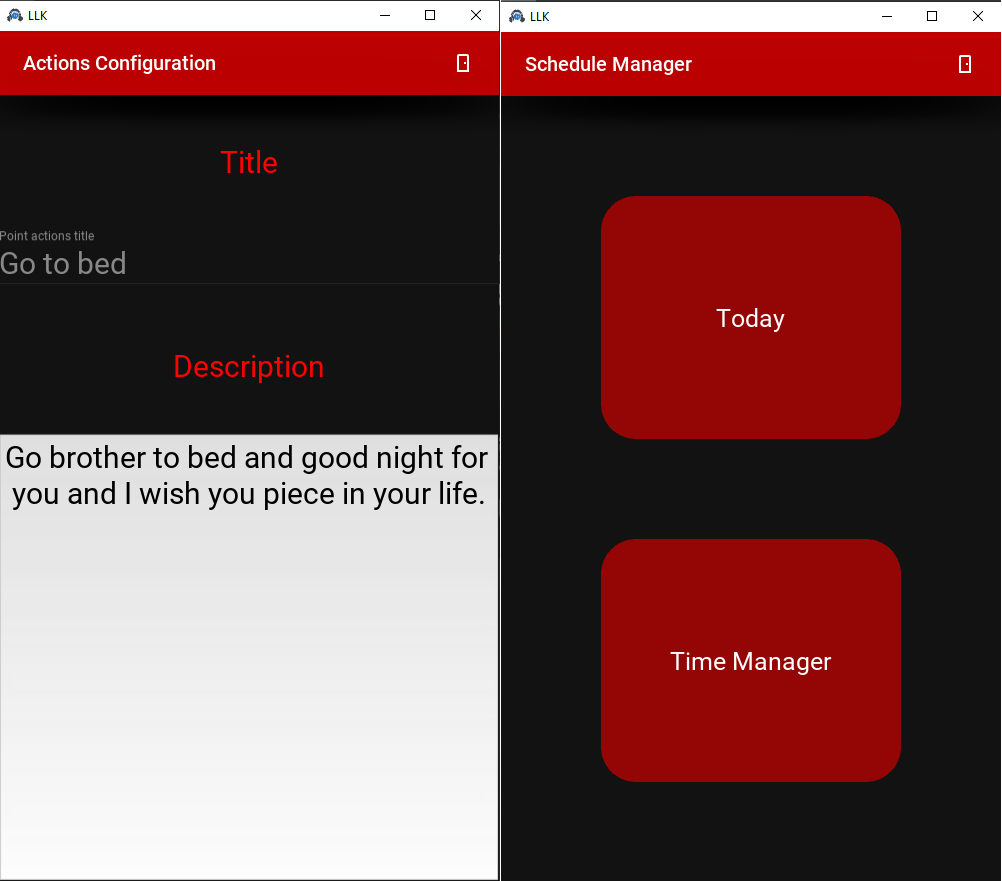 LLK
Actions Configuration
Title
Point actions title
Go to bed
Description
Go brother to bed and good night for
you and I wish you piece in your life.
LLK
Schedule Manager
Today
Time Manager